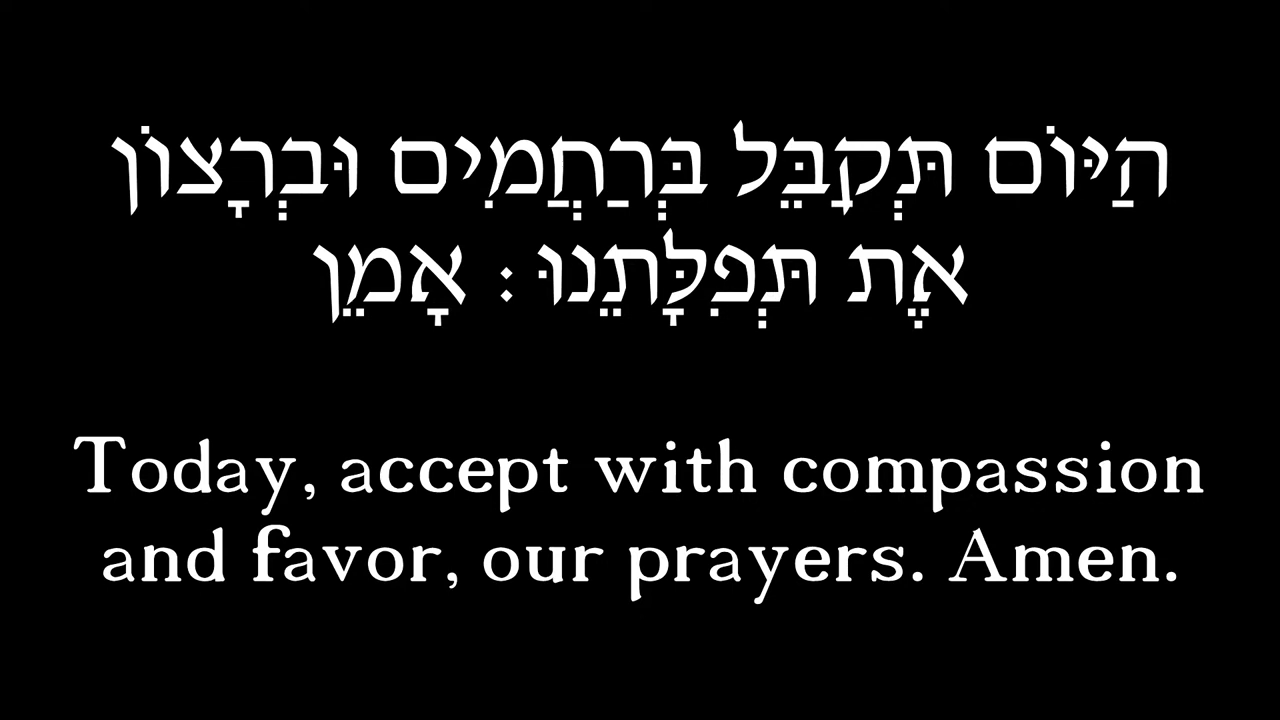 הַיּוֹם תְּקַבֵּל בְּרַחֲמִים וּבְרָצוֹן
אֶת תְּפִלָּתֵנוּ: אָמֵן
Today, accept with compassion
and favor, our prayers. Amen.